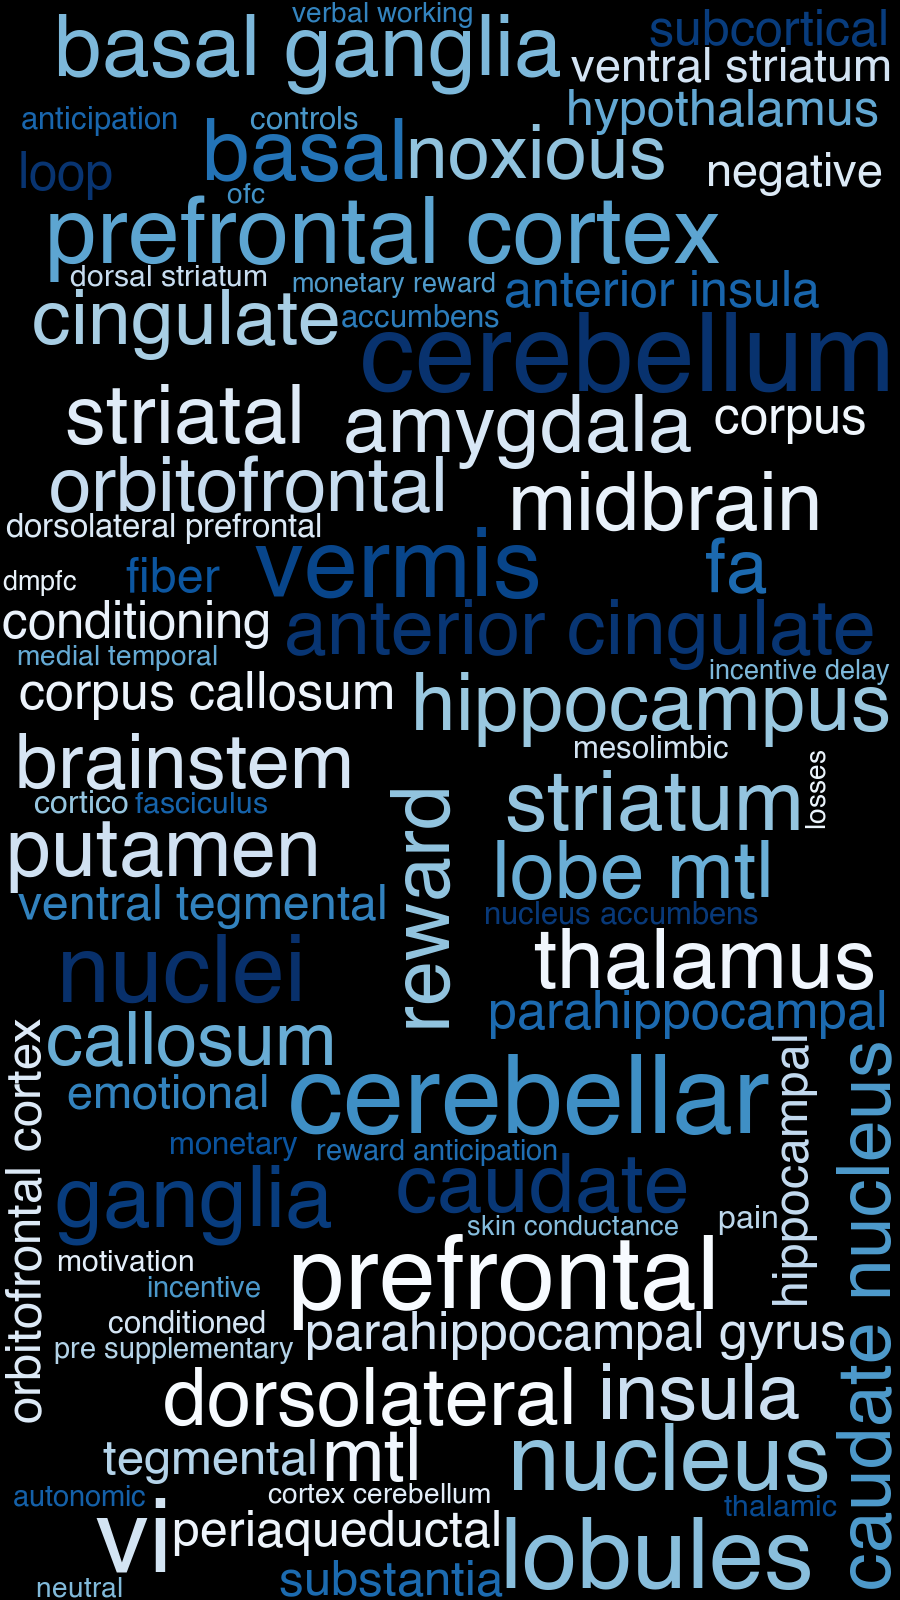 verbal working
basal ganglia
subcortical
ventral striatum
anticipation
controls
hypothalamus
basal
noxious
loop
negative
ofc
prefrontal cortex
dorsal striatum
monetary reward
anterior insula
cingulate
accumbens
cerebellum
striatal
amygdala
corpus
orbitofrontal
midbrain
dorsolateral prefrontal
vermis
fa
dmpfc
fiber
conditioning
anterior cingulate
medial temporal
incentive delay
corpus callosum
hippocampus
brainstem
mesolimbic
losses
cortico
fasciculus
striatum
putamen
reward
lobe mtl
ventral tegmental
nucleus accumbens
nuclei
thalamus
parahippocampal
callosum
orbitofrontal cortex
emotional
cerebellar
hippocampal
caudate nucleus
monetary
reward anticipation
ganglia
caudate
skin conductance
pain
motivation
prefrontal
incentive
conditioned
parahippocampal gyrus
pre supplementary
dorsolateral
insula
tegmental
mtl
nucleus
autonomic
cortex cerebellum
thalamic
vi
periaqueductal
lobules
substantia
neutral